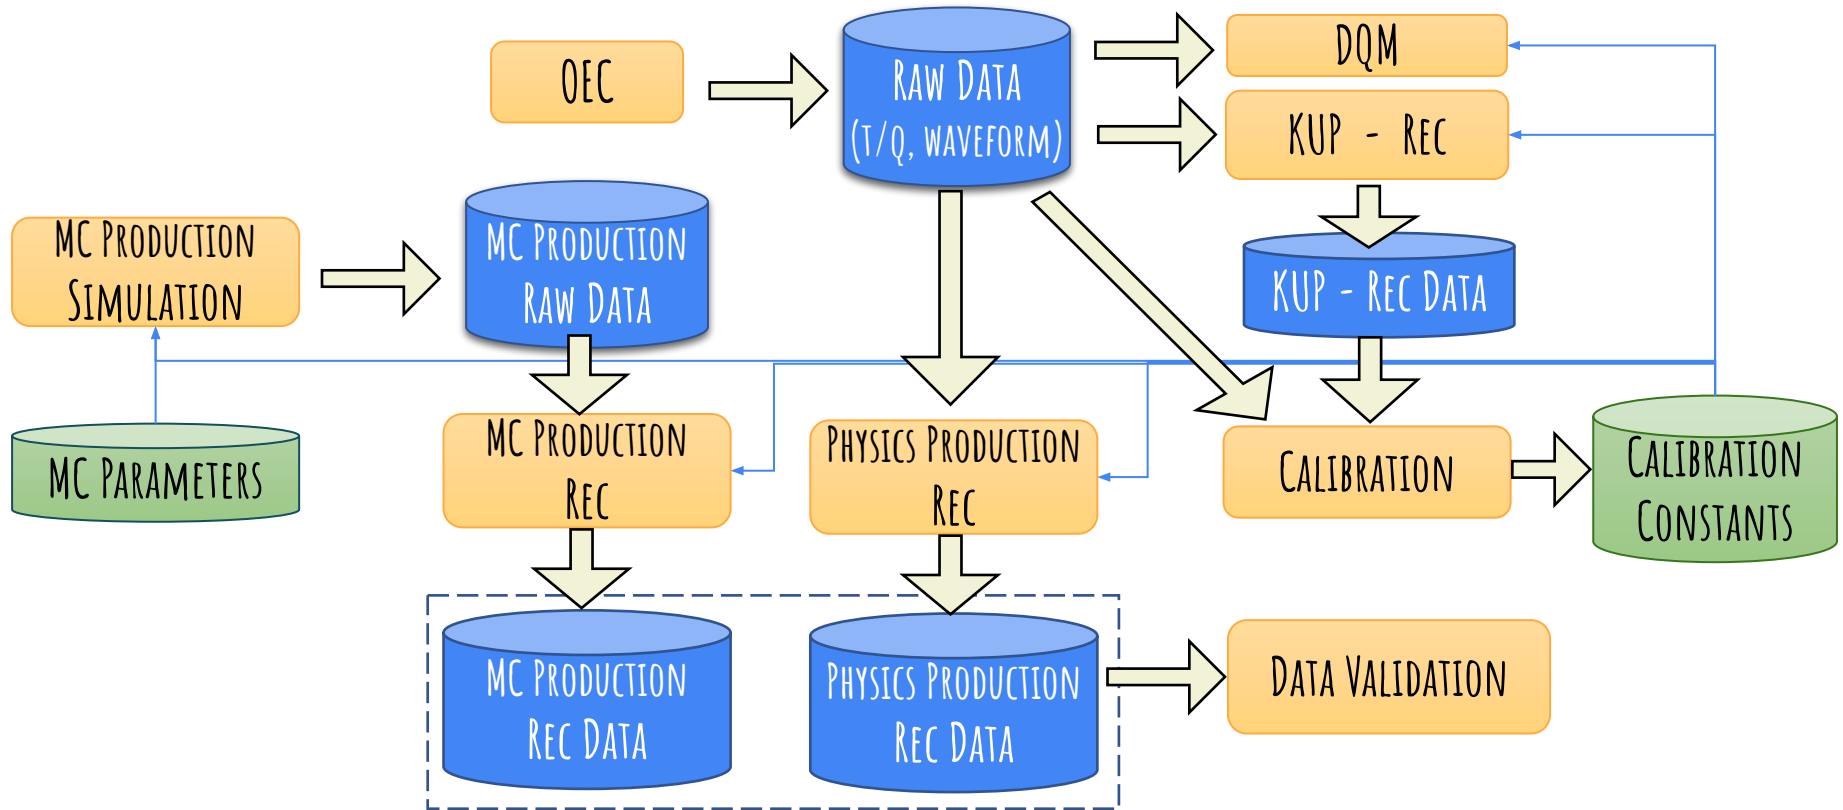 OEC
Raw Data
(T/Q, waveform)
DQM
KUP - Rec
MC Production
Simulation
MC Production
Raw Data
KUP - Rec Data
MC Parameters
MC Production
Rec
Physics Production
Rec
Calibration
Calibration
Constants
MC Production
Rec Data
Physics Production
Rec Data
Data Validation